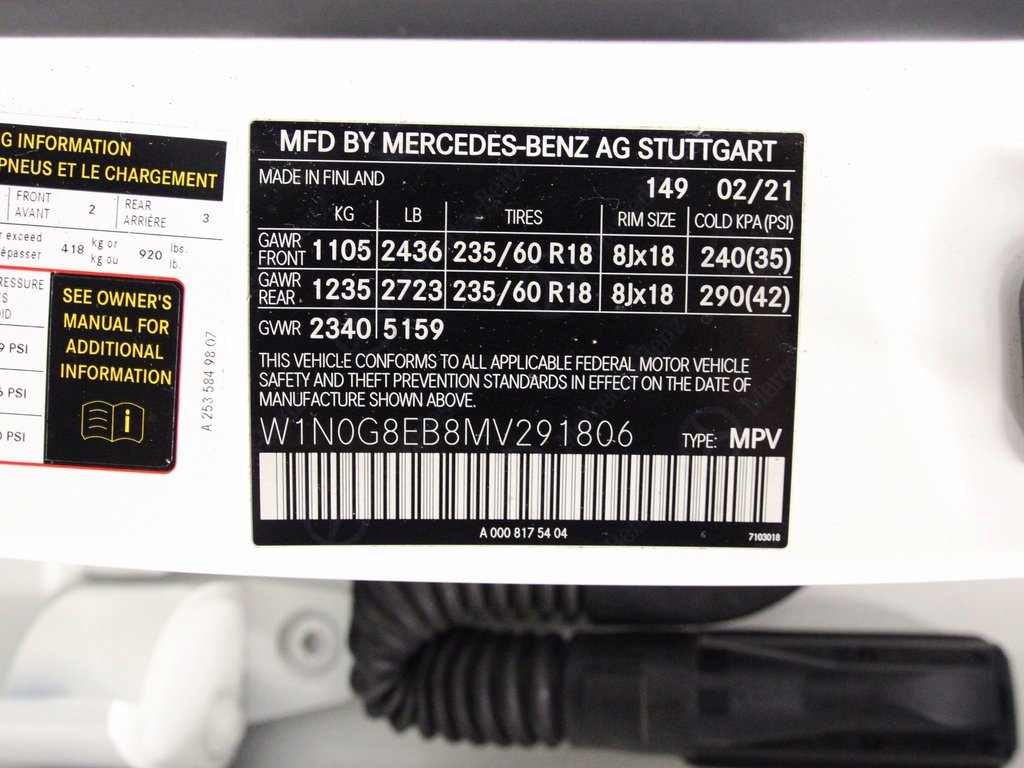 G INFORMATION
PNEUS ET LE CHARGEMENT
FRONT
AVANT
2
REAR
ARRIÈRE
3
exceed
418
kg or
kg ou
920
lbs.
lb.
PSI
PSI
PSI
SEE OWNER'S
MANUAL FOR
ADDITIONAL
INFORMATION
i
A 253 584 98 07
MFD BY MERCEDES-BENZ AG STUTTGART
MADE IN FINLAND
149 02/21
KG LB TIRES RIM SIZE COLD KPA(PSI)
GAWR FRONT 1105 2436 235/60 R18 8Jx18 240(35)
GAWR REAR 1235 2723 235/60 R18 8Jx18 290(42)
GVWR 2340 5159
THIS VEHICLE CONFORMS TO ALL APPLICABLE FEDERAL MOTOR VEHICLE
SAFETY AND THEFT PREVENTION STANDARDS IN EFFECT ON THE DATE OF
MANUFACTURE SHOWN ABOVE.
W1N0G8EB8MV291806 TYPE: MPV
A 000 817 54 04
7103018